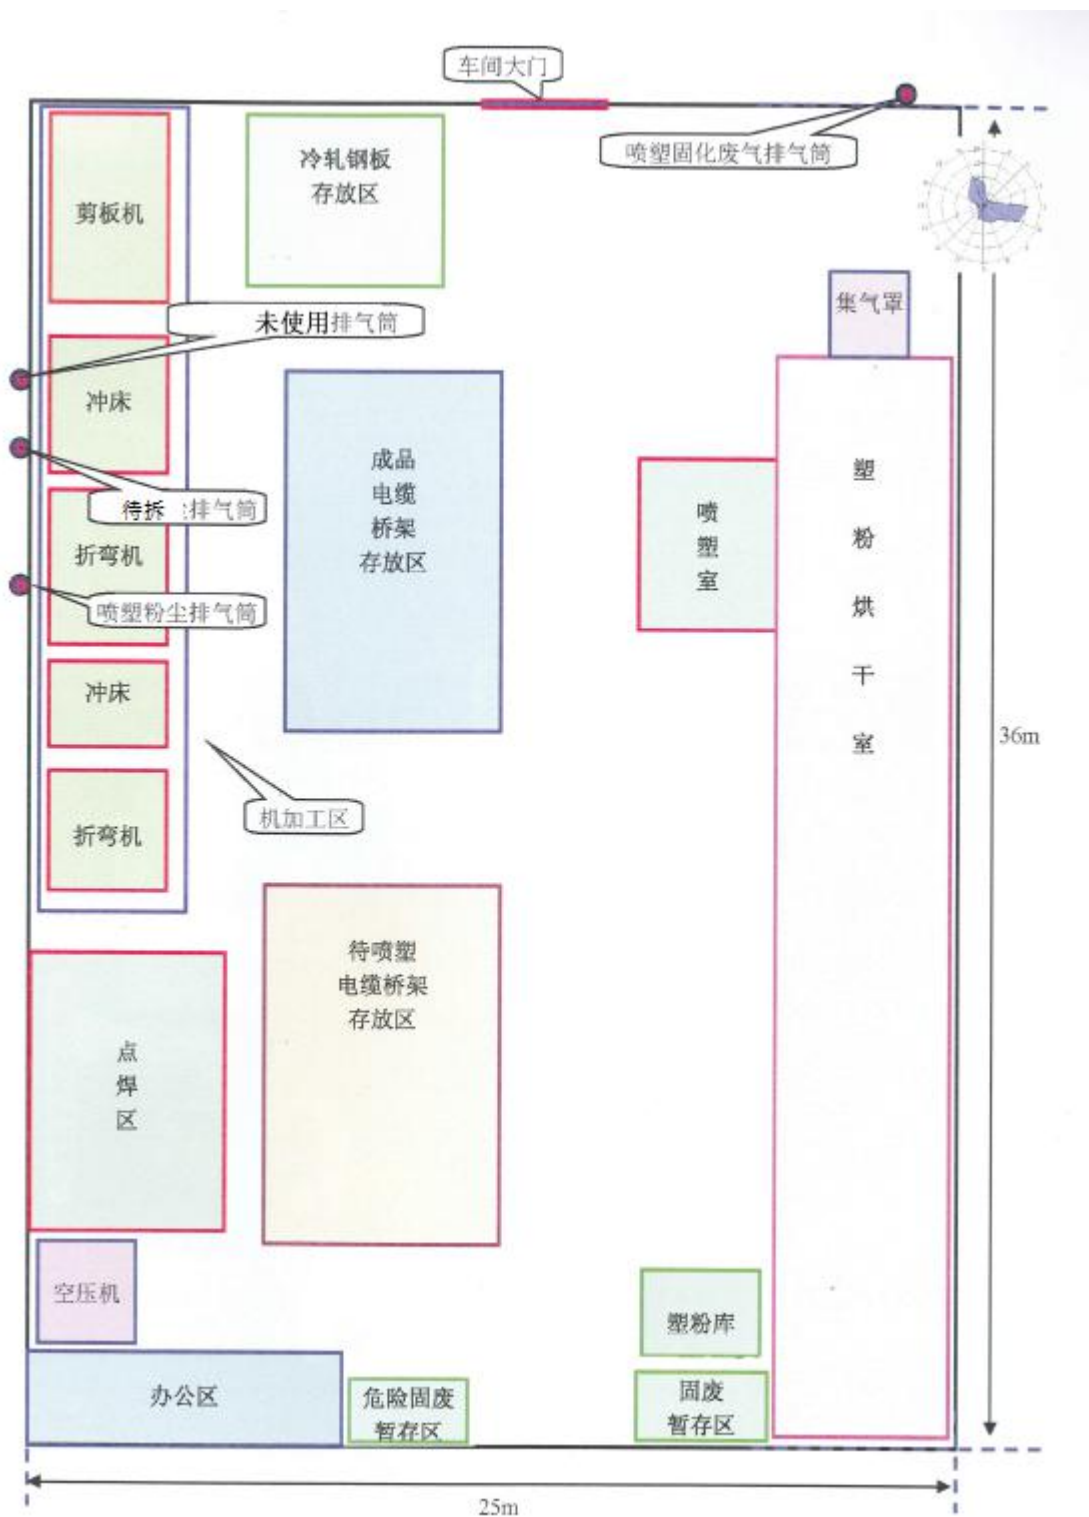 车间大门
喷塑固化废气排气筒
冷轧钢板
存放区
剪板机
集气罩
未使用排气筒
冲床
成品
电缆
桥架
存放区
塑
粉
烘
干
室
待拆 排气筒
喷
塑
室
折弯机
喷塑粉尘排气筒
冲床
36m
机加工区
折弯机
待喷塑
电缆桥架
存放区
点
焊
区
空压机
塑粉库
办公区
危险固废
暂存区
固废
暂存区
25m